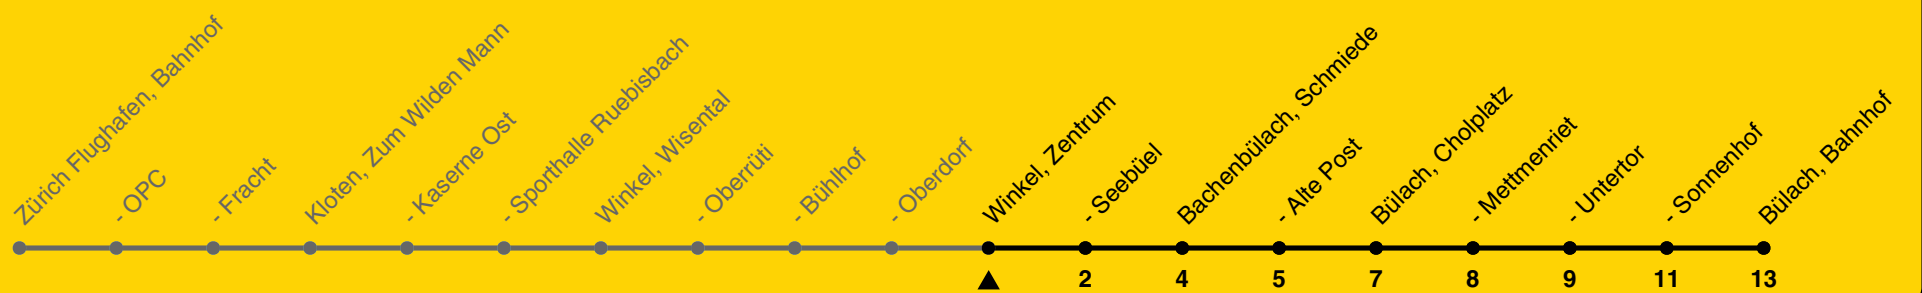 Zürich Flughafen, Bahnhof
- OPC
- Fracht
Kloten, Zum Wilden Mann
- Kaserne Ost
- Sporthalle Ruebisbach
Winkel, Wisental
- Oberrüti
- Bühlhof
- Oberdorf
Winkel, Zentrum
- Seebüel
Bachenbülach, Schmiede
- Alte Post
Bülach, Cholplatz
- Mettmenriet
- Untertor
- Sonnenhof
Bülach, Bahnhof
2 4 5 7 8 9 11 13